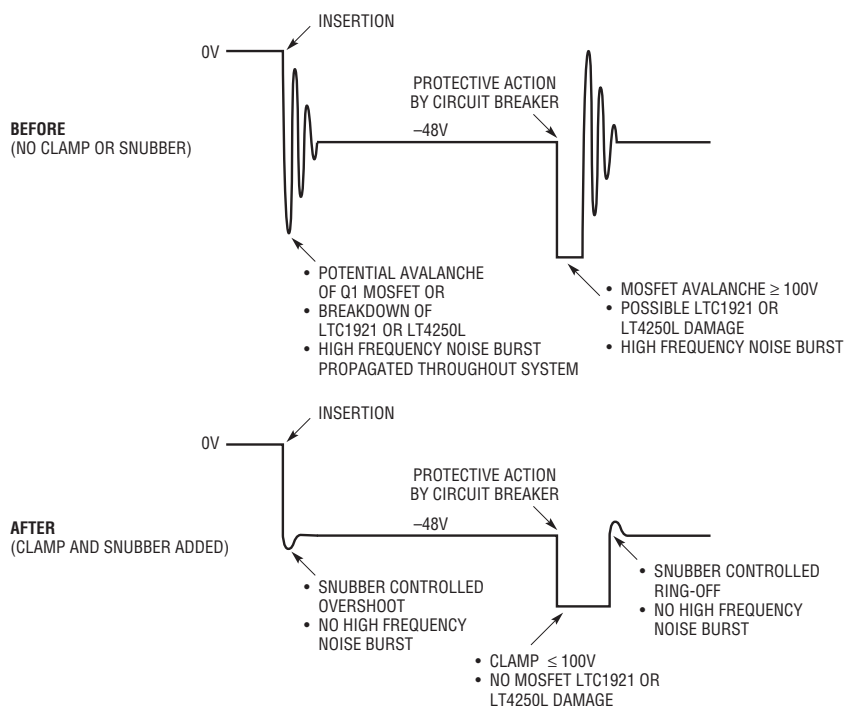 INSERTION
0V
PROTECTIVE ACTION
BY CIRCUIT BREAKER
BEFORE
(NO CLAMP OR SNUBBER)
–48V
• POTENTIAL AVALANCHE
OF Q1 MOSFET OR
• BREAKDOWN OF
LTC1921 OR LT4250L
• HIGH FREQUENCY NOISE BURST
PROPAGATED THROUGHOUT SYSTEM
• MOSFET AVALANCHE ≥ 100V
• POSSIBLE LTC1921 OR
LT4250L DAMAGE
• HIGH FREQUENCY NOISE BURST
INSERTION
0V
PROTECTIVE ACTION
BY CIRCUIT BREAKER
AFTER
(CLAMP AND SNUBBER ADDED)
–48V
• SNUBBER CONTROLLED
OVERSHOOT
• NO HIGH FREQUENCY
NOISE BURST
• SNUBBER CONTROLLED
RING-OFF
• NO HIGH FREQUENCY
NOISE BURST
• CLAMP ≤ 100V
• NO MOSFET LTC1921 OR
LT4250L DAMAGE